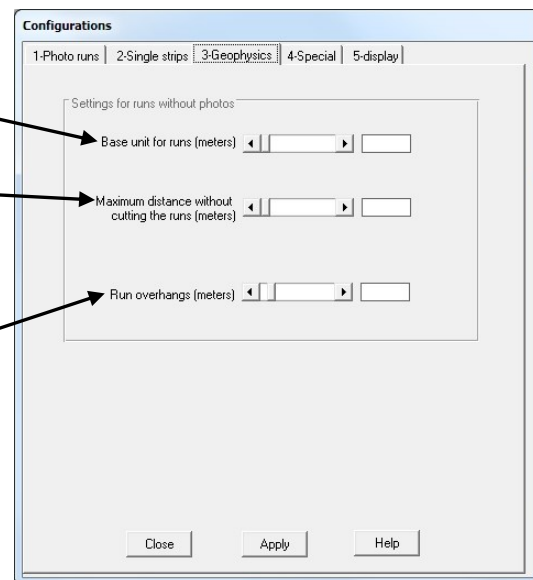 Configurations
1-Photo runs 2-Single strips 3-Geophysics 4-Special 5-display
Settings for runs without photos
Base unit for runs (meters)
Maximum distance without
cutting the runs (meters)
Run overhangs (meters)
Close Apply Help